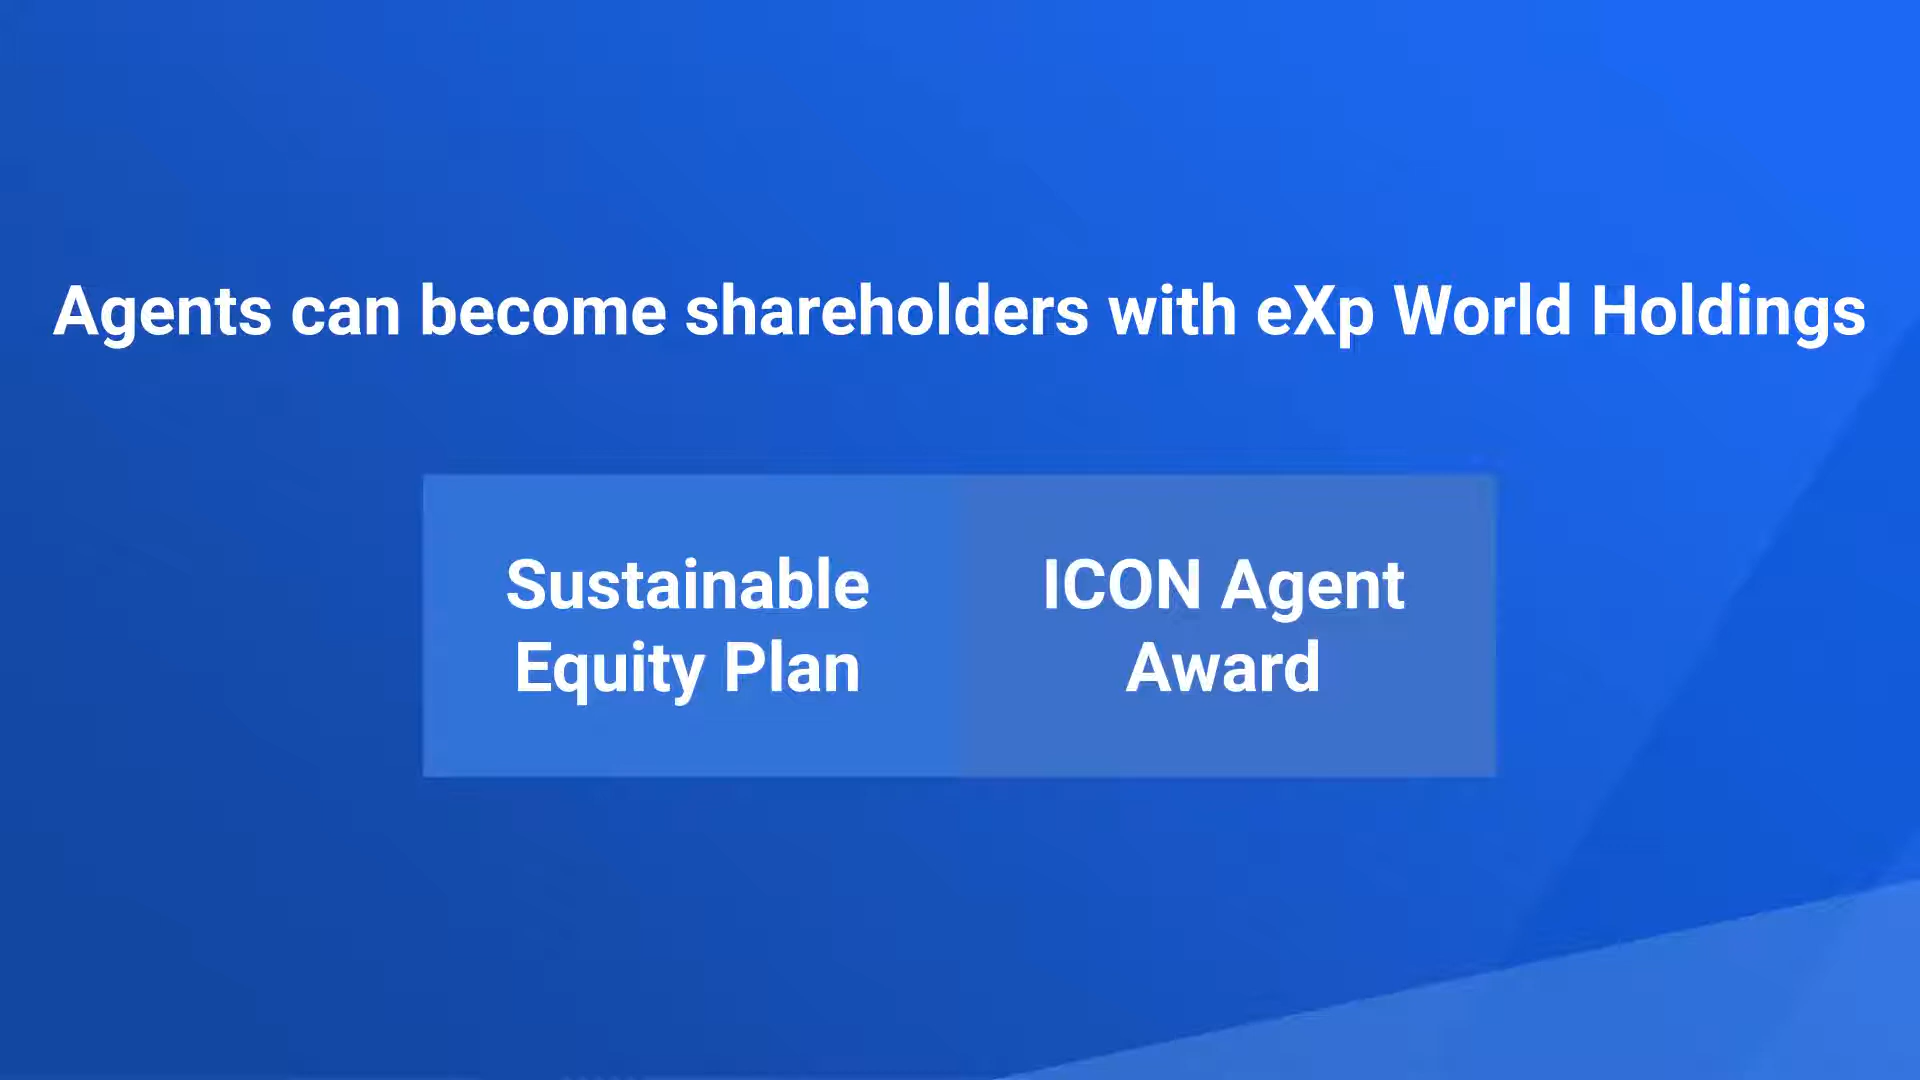 Agents can become shareholders with eXp World Holdings
Sustainable
Equity Plan
ICON Agent
Award